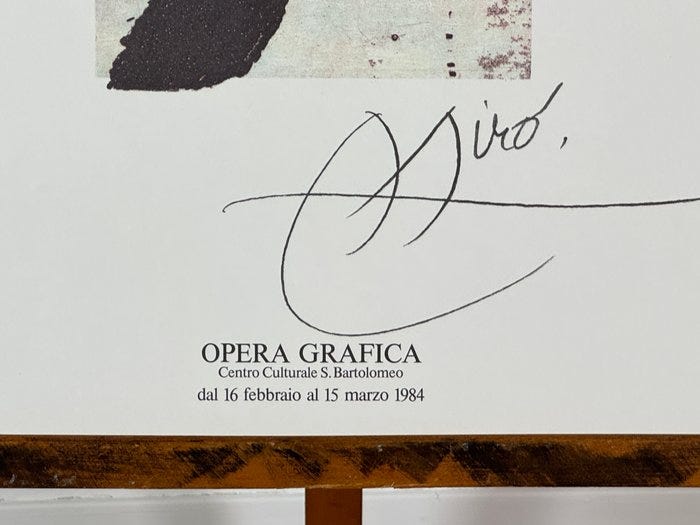 Miró.
OPERA GRAFICA
Centro Culturale S. Bartolomeo
dal 16 febbraio al 15 marzo 1984